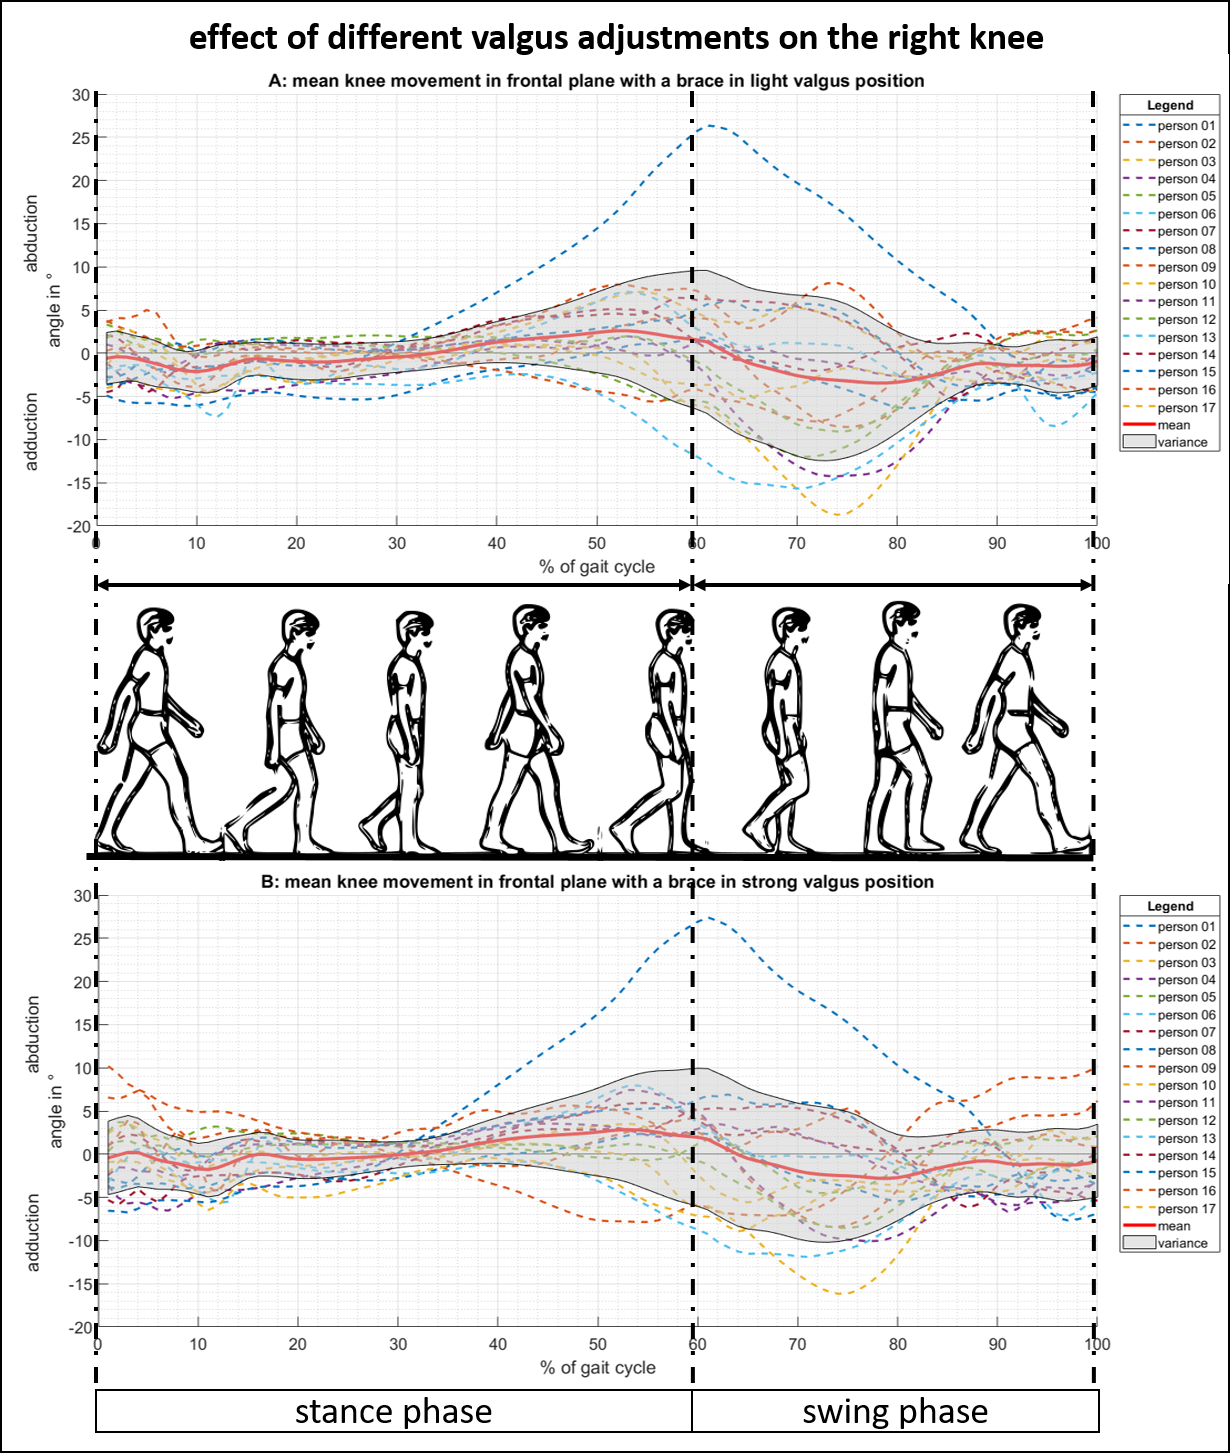 effect of different valgus adjustments on the right knee
A: mean knee movement in frontal plane with a brace in light valgus position
30
25
20
15
10
5
0
-5
-10
-15
-20
abduction
angle in °
adduction
0 10 20 30 40 50 60 70 80 90 100
% of gait cycle
Legend
person 01
person 02
person 03
person 04
person 05
person 06
person 07
person 08
person 09
person 10
person 11
person 12
person 13
person 14
person 15
person 16
person 17
mean
variance
B: mean knee movement in frontal plane with a brace in strong valgus position
30
25
20
15
10
5
0
-5
-10
-15
-20
abduction
angle in °
adduction
0 10 20 30 40 50 60 70 80 90 100
% of gait cycle
Legend
person 01
person 02
person 03
person 04
person 05
person 06
person 07
person 08
person 09
person 10
person 11
person 12
person 13
person 14
person 15
person 16
person 17
mean
variance
stance phase
swing phase